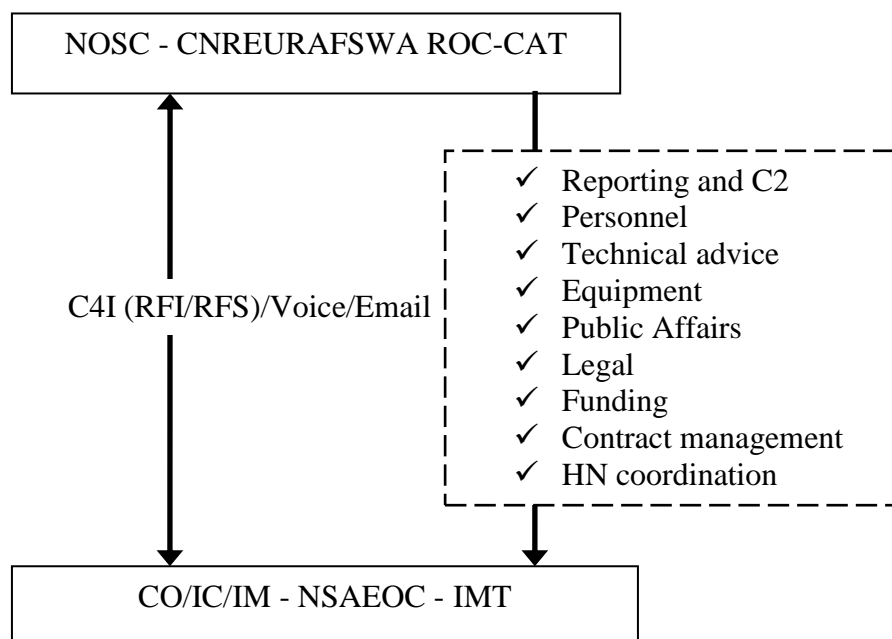 NOSC - CNREURAFSWA ROC-CAT
✓ Reporting and C2
✓ Personnel
✓ Technical advice
✓ Equipment
✓ Public Affairs
✓ Legal
✓ Funding
✓ Contract management
✓ HN coordination
C4I (RFI/RFS)/Voice/Email
CO/IC/IM - NSAEOC - IMT